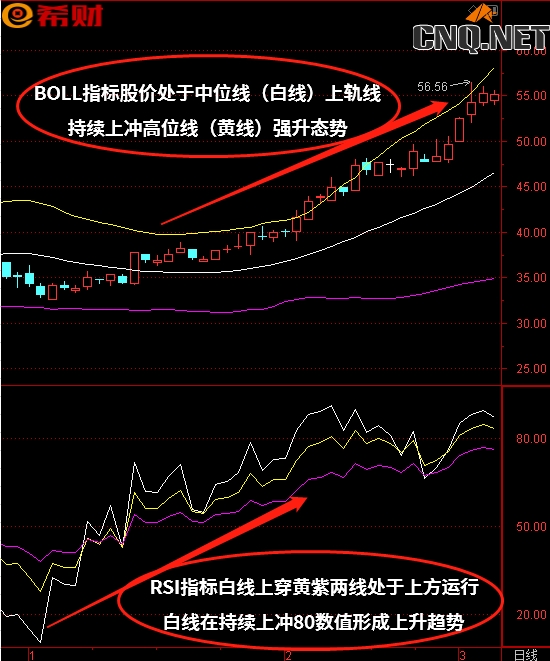 希财
CNQ.NET
BOLL指标股价处于中位线（白线）上轨线
持续上冲高位线（黄线）强升态势
56.56
60.00
55.00
50.00
45.00
40.00
35.00
30.00
25.00
80.00
50.00
20.00
RSI指标白线上穿黄紫两线处于上方运行
白线在持续上冲80数值形成上升趋势
1
2
3
日线